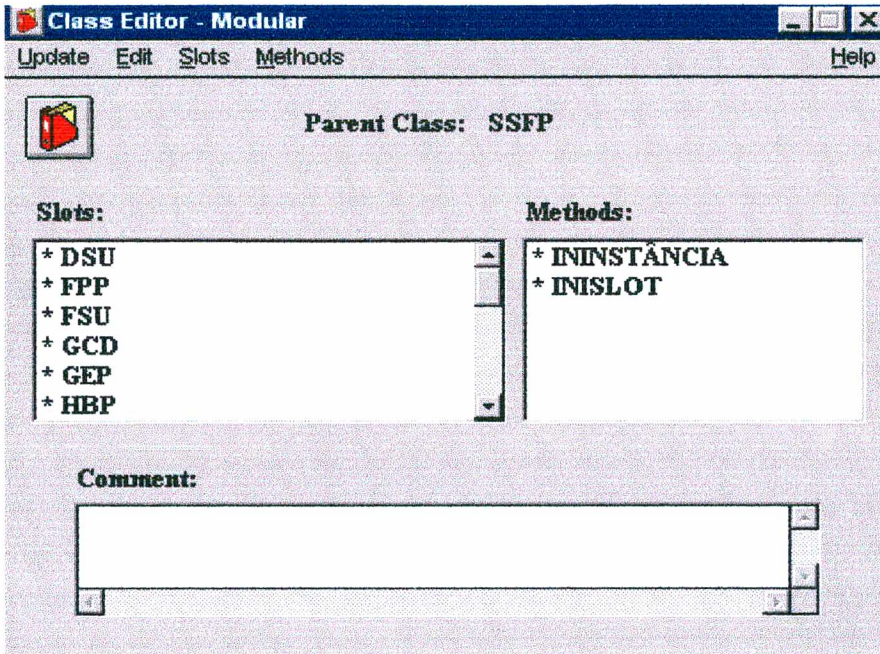 Class Editor - Modular
Update Edit Slots Methods Help
Parent Class: SSFP
Slots:
* DSU
* FPP
* FSU
* GCD
* GEP
* HBP
Methods:
* ININSTÂNCIA
* INISLOT
Comment: